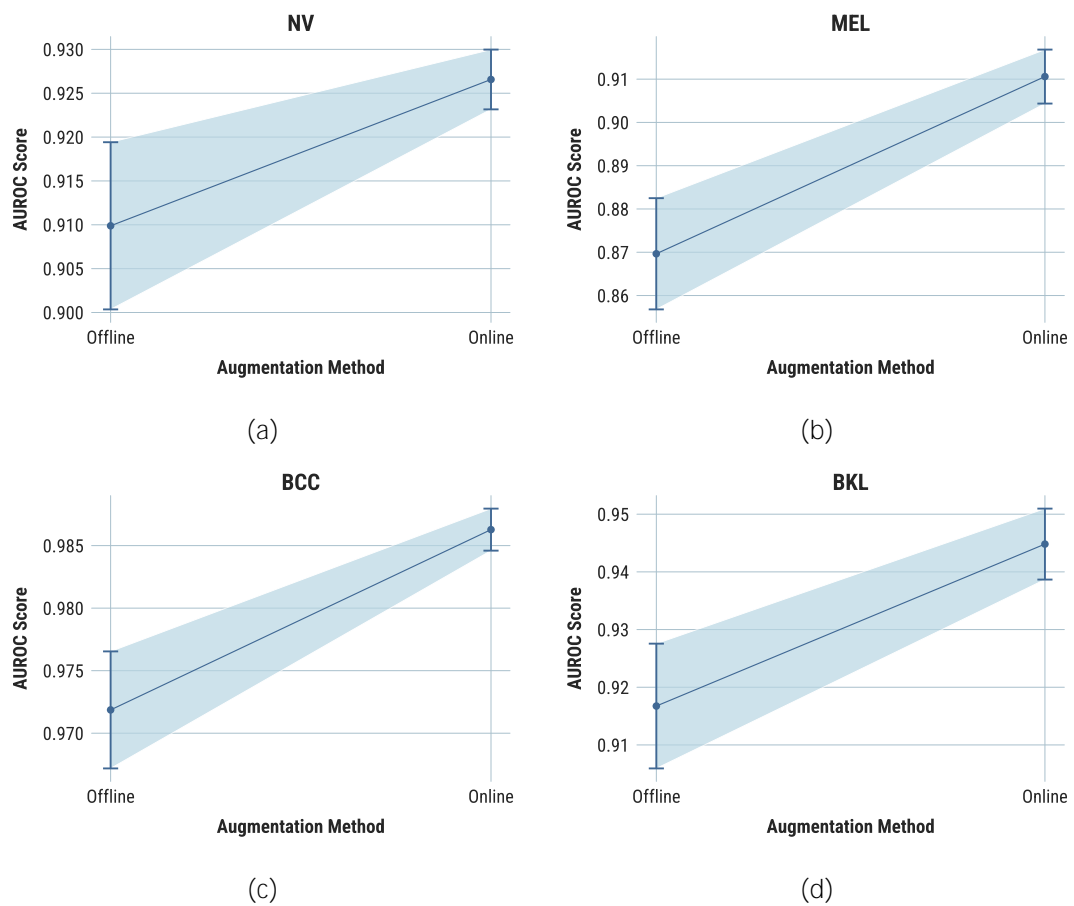 NV
AUROC Score
0.930
0.925
0.920
0.915
0.910
0.905
0.900
Offline
Online
Augmentation Method
(a)
MEL
AUROC Score
0.91
0.90
0.89
0.88
0.87
0.86
Offline
Online
Augmentation Method
(b)
BCC
AUROC Score
0.985
0.980
0.975
0.970
Offline
Online
Augmentation Method
(c)
BKL
AUROC Score
0.95
0.94
0.93
0.92
0.91
Offline
Online
Augmentation Method
(d)